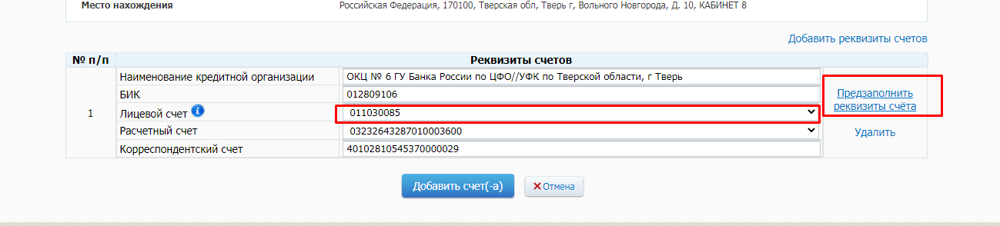 Место нахождения
Российская Федерация, 170100, Тверская обл, Тверь г, Вольного Новгорода, Д. 10, КАБИНЕТ 8
Добавить реквизиты счетов
№ п/п
Реквизиты счетов
1
Наименование кредитной организации
ОКЦ № 6 ГУ Банка России по ЦФО//УФК по Тверской области, г Тверь
БИК
012809106
Лицевой счет
011030085
Расчетный счет
03232643287010003600
Корреспондентский счет
40102810545370000029
Предзаполнить
реквизиты счёта
Удалить
Добавить счет(-а)
Отмена